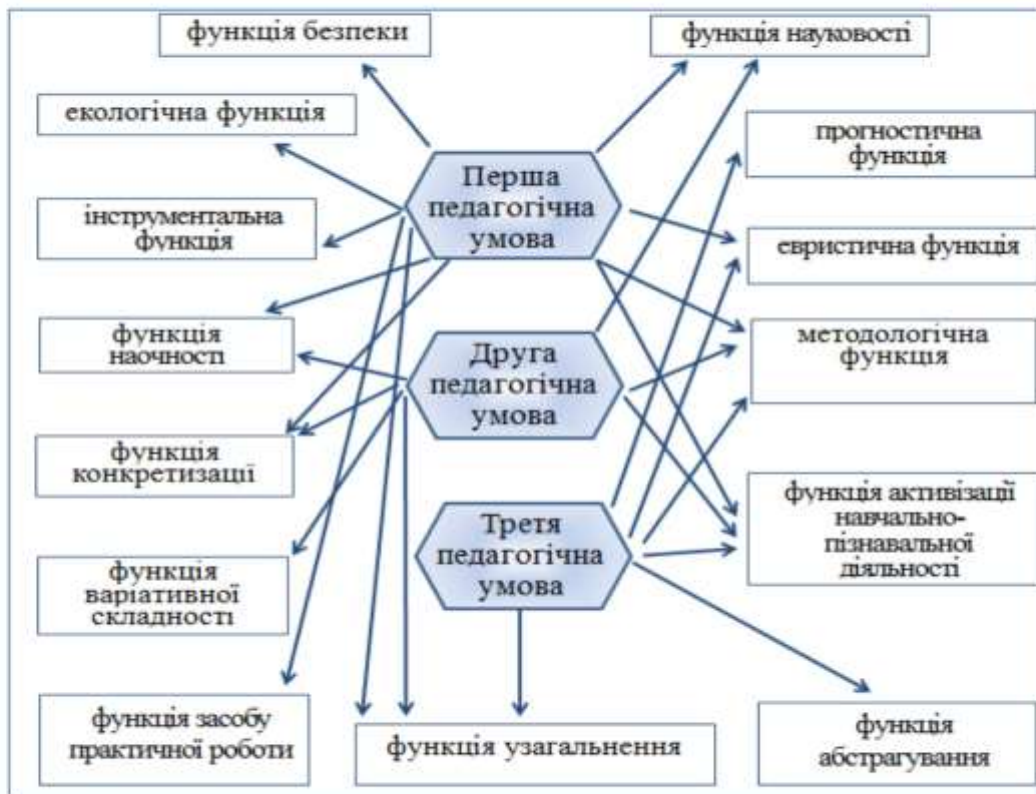 функція безпеки
функція науковості
екологічна функція
прогностична
функція
Перша
педагогічна
умова
інструментальна
функція
евристична функція
функція
наочності
Друга
педагогічна
умова
методологічна
функція
функція
конкретизації
функція активізації
навчально-
пізнавальної
діяльності
Третя
педагогічна
умова
функція
варіативної
складності
функція засобу
практичної роботи
функція узагальнення
функція
абстрагування